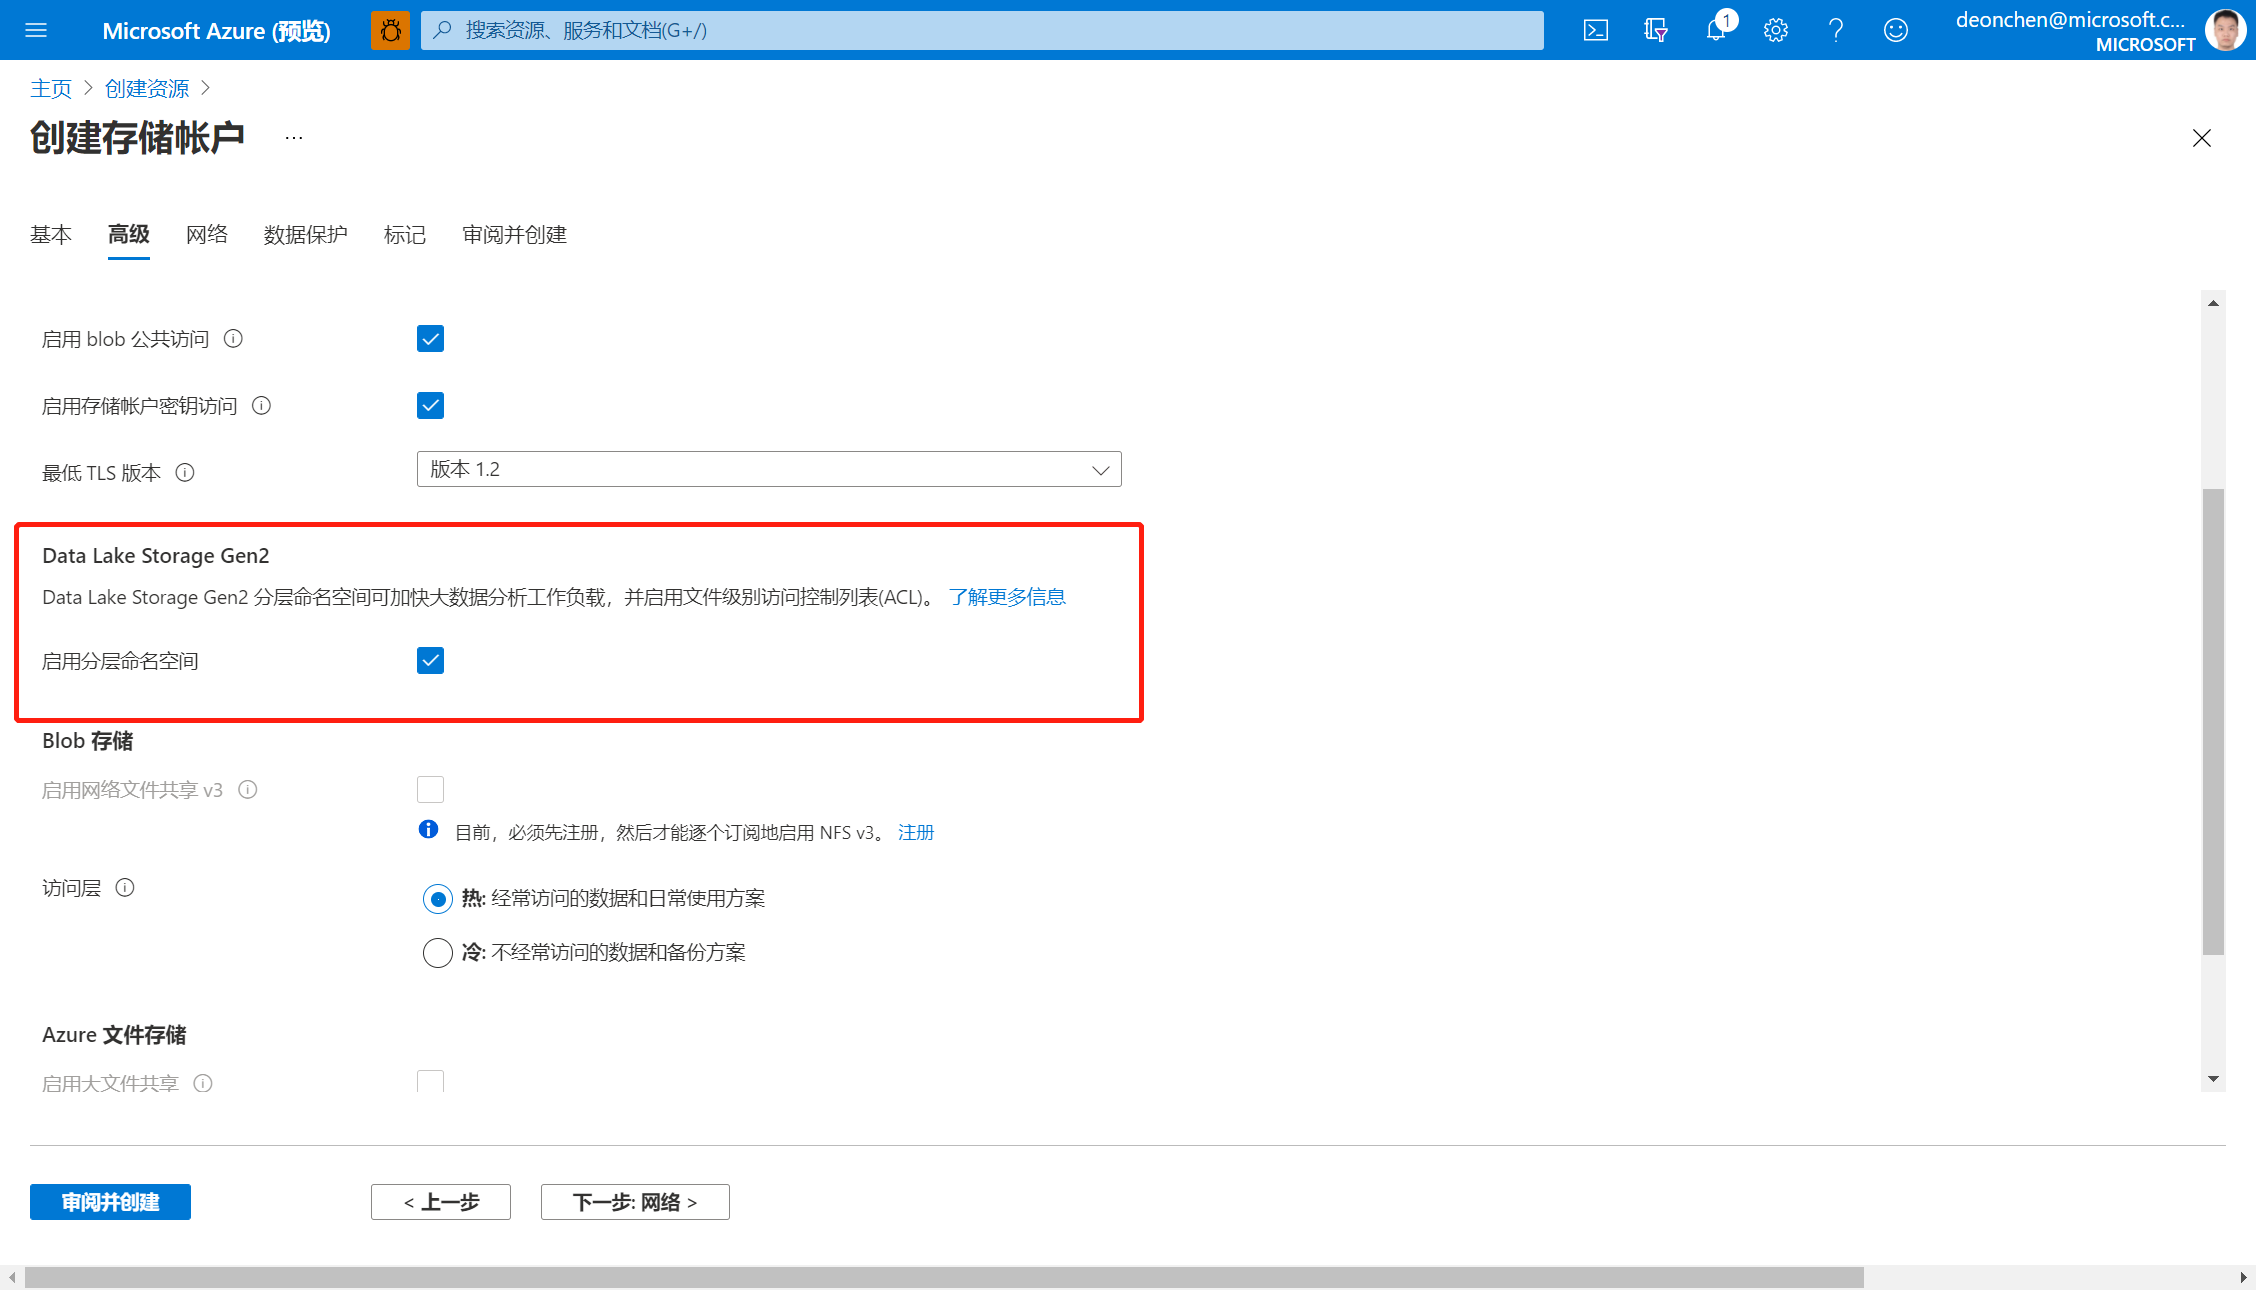 Microsoft Azure (预览)
搜索资源、服务和文档(G+/)
1
deonchen@microsoft.c...
MICROSOFT
主页 > 创建资源 >
创建存储帐户 ...
基本 高级 网络 数据保护 标记 审阅并创建
启用 blob 公共访问
启用存储帐户密钥访问
最低 TLS 版本
版本 1.2
Data Lake Storage Gen2
Data Lake Storage Gen2 分层命名空间可加快大数据分析工作负载，并启用文件级别访问控制列表(ACL)。 了解更多信息
启用分层命名空间
Blob 存储
启用网络文件共享 v3
目前，必须先注册，然后才能逐个订阅地启用 NFS v3。 注册
访问层
热: 经常访问的数据和日常使用方案
冷: 不经常访问的数据和备份方案
Azure 文件存储
启用大文件共享
审阅并创建
< 上一步
下一步: 网络 >